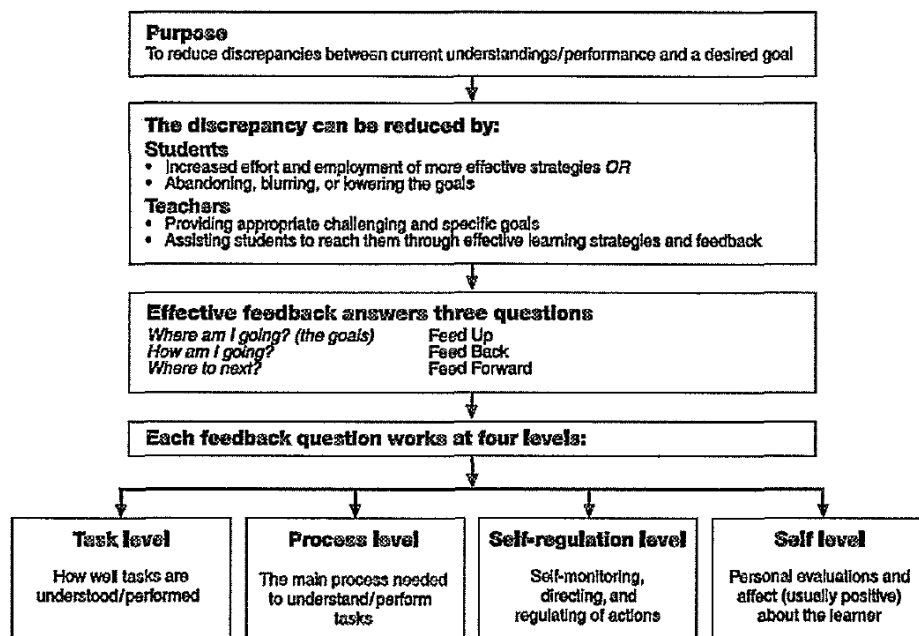 Purpose
To reduce discrepancies between current understandings/performance and a desired goal
The discrepancy can be reduced by:
Students
• Increased effort and employment of more effective strategies OR
• Abandoning, blurring, or lowering the goals
Teachers
• Providing appropriate challenging and specific goals
• Assisting students to reach them through effective learning strategies and feedback
Effective feedback answers three questions
Where am I going? (the goals) Feed Up
How am I going? Feed Back
Where to next? Feed Forward
Each feedback question works at four levels:
Task level
How well tasks are
understood/performed
Process level
The main process needed
to understand/perform
tasks
Self-regulation level
Self-monitoring,
directing, and
regulating of actions
Self level
Personal evaluations and
affect (usually positive)
about the learner